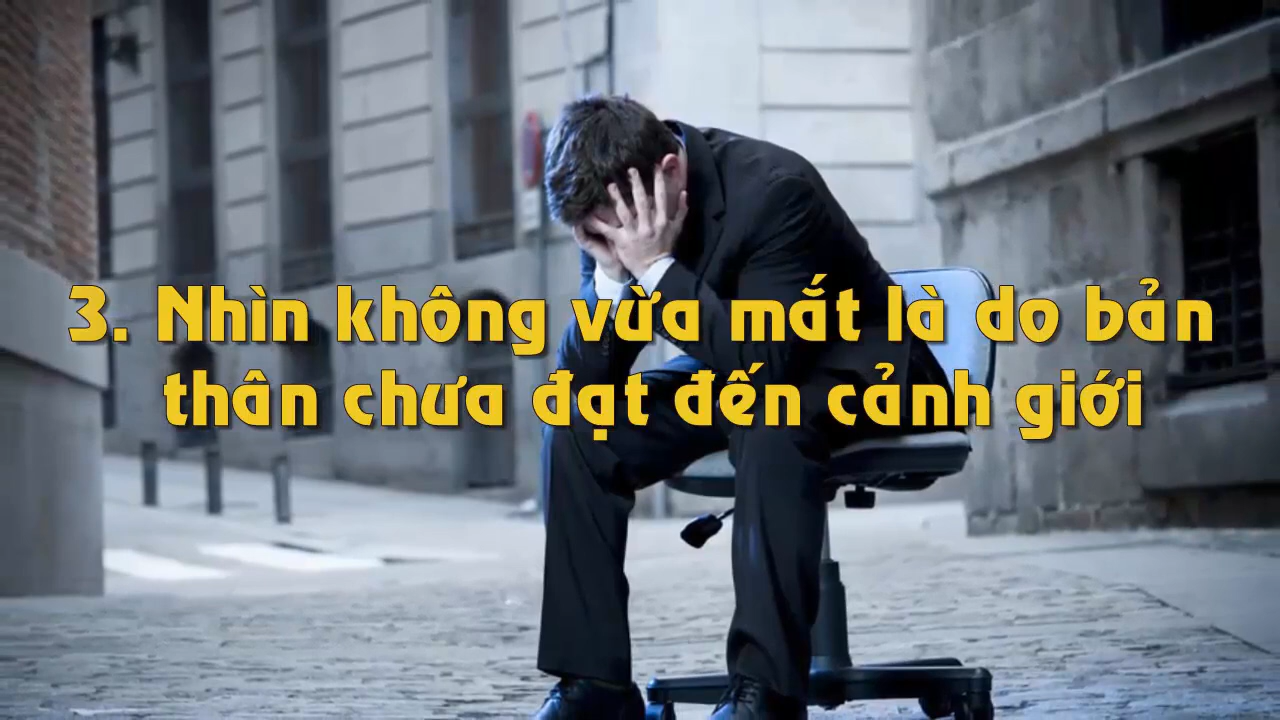 3. Nhìn không vừa mắt là do bản
thân chưa đạt đến cảnh giới